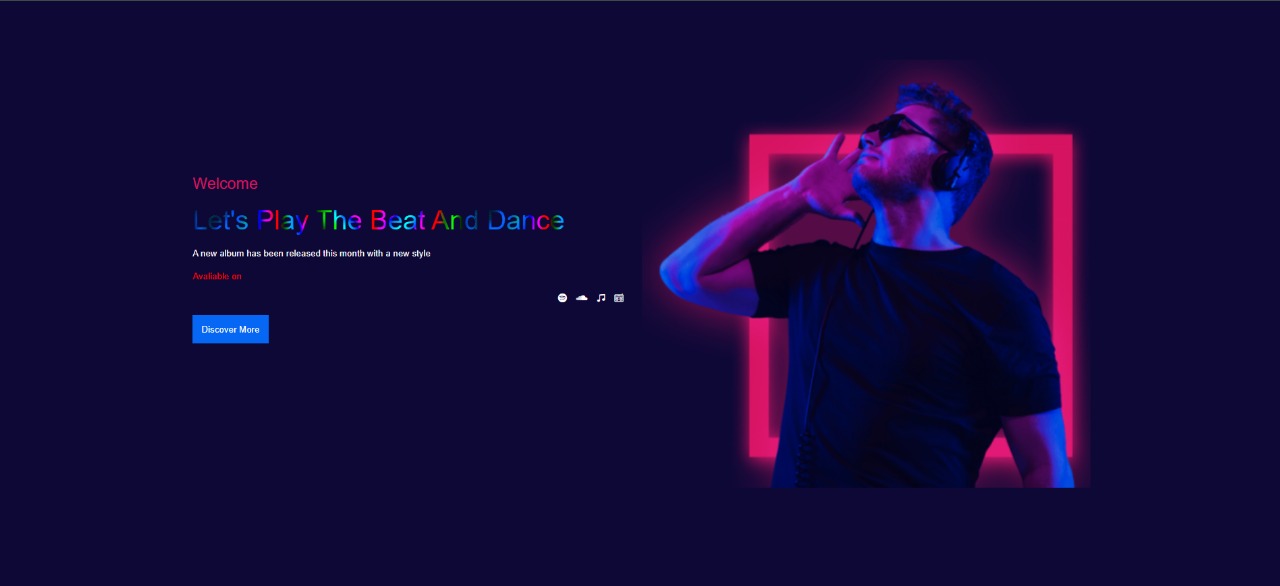 Welcome
Let's Play The Beat And Dance
A new album has been released this month with a new style
Avaliable on
Discover More